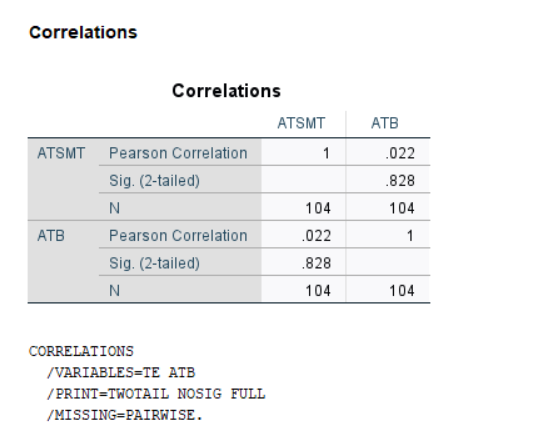 Correlations
Correlations
ATSMT ATB
ATSMT Pearson Correlation 1 .022
Sig. (2-tailed) .828
N 104 104
ATB Pearson Correlation .022 1
Sig. (2-tailed) .828
N 104 104
CORRELATIONS
/VARIABLES=TE ATB
/PRINT=TWOTAIL NOSIG FULL
/MISSING=PAIRWISE.